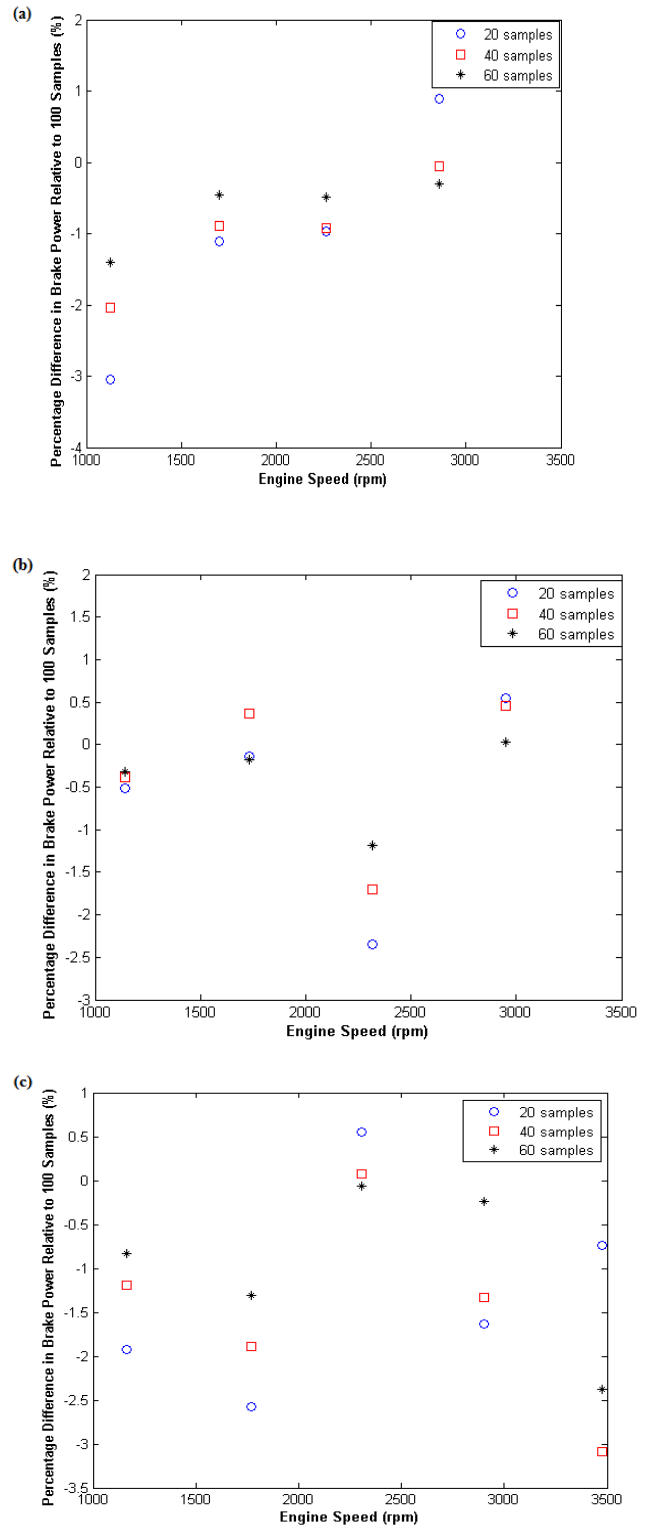 (a)
Percentage Difference in Brake Power Relative to 100 Samples (%)
2
1
0
-1
-2
-3
-4
1000
1500
2000
2500
3000
3500
Engine Speed (rpm)
20 samples
40 samples
60 samples
(b)
Percentage Difference in Brake Power Relative to 100 Samples (%)
2
1.5
1
0.5
0
-0.5
-1
-1.5
-2
-2.5
-3
1000
1500
2000
2500
3000
3500
Engine Speed (rpm)
20 samples
40 samples
60 samples
(c)
Percentage Difference in Brake Power Relative to 100 Samples (%)
1
0.5
0
-0.5
-1
-1.5
-2
-2.5
-3
-3.5
1000
1500
2000
2500
3000
3500
Engine Speed (rpm)
20 samples
40 samples
60 samples